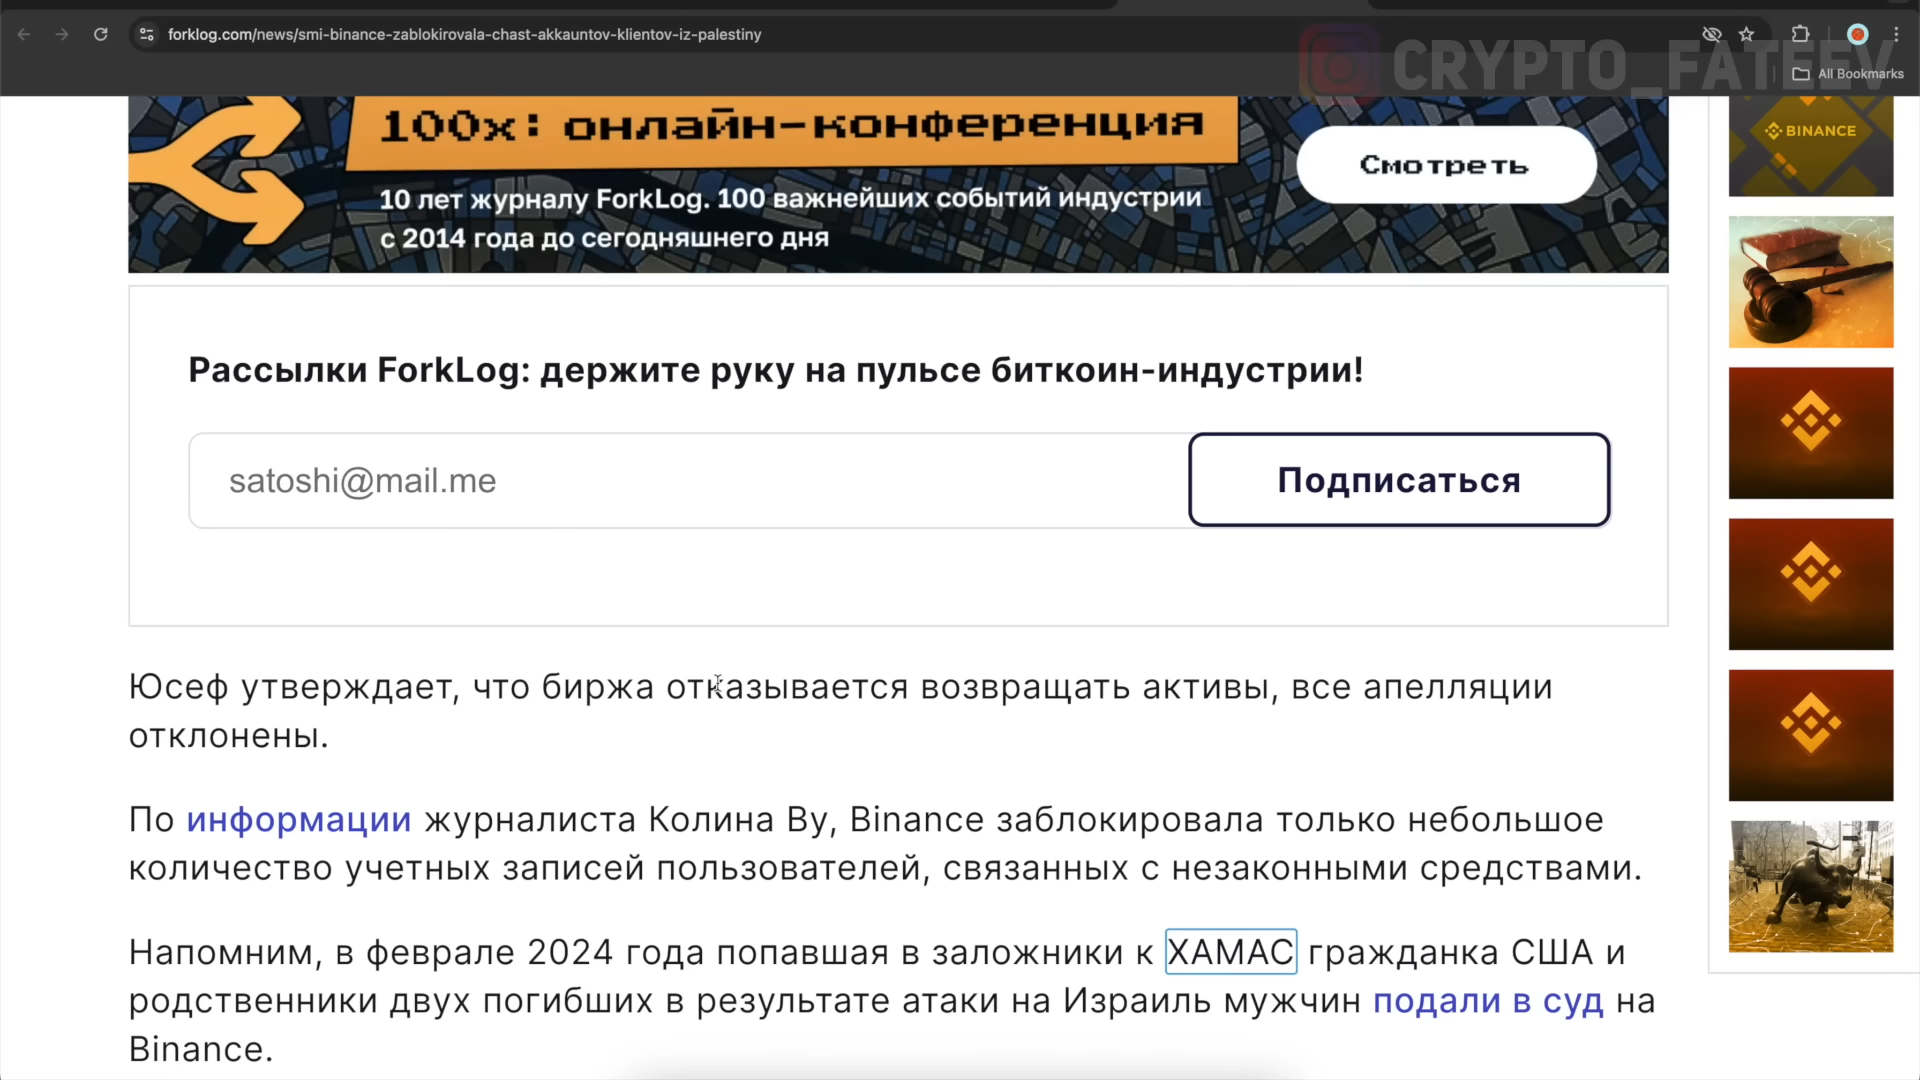 forklog.com/news/smi-binance-zablokirovala-chast-akkauntov-klientov-iz-palestiny
CRYPTO_FATEEV
All Bookmarks
100x: онлайн-конференция
10 лет журналу ForkLog. 100 важнейших событий индустрии
с 2014 года до сегодняшнего дня
Смотреть
BINANCE
Рассылки ForkLog: держите руку на пульсе биткоин-индустрии!
satoshi@mail.me
Подписаться
Юсеф утверждает, что биржа отказывается возвращать активы, все апелляции
отклонены.
По информации журналиста Колина Ву, Binance заблокировала только небольшое
количество учетных записей пользователей, связанных с незаконными средствами.
Напомним, в феврале 2024 года попавшая в заложники к ХАМАС гражданка США и
родственники двух погибших в результате атаки на Израиль мужчин подали в суд на
Binance.